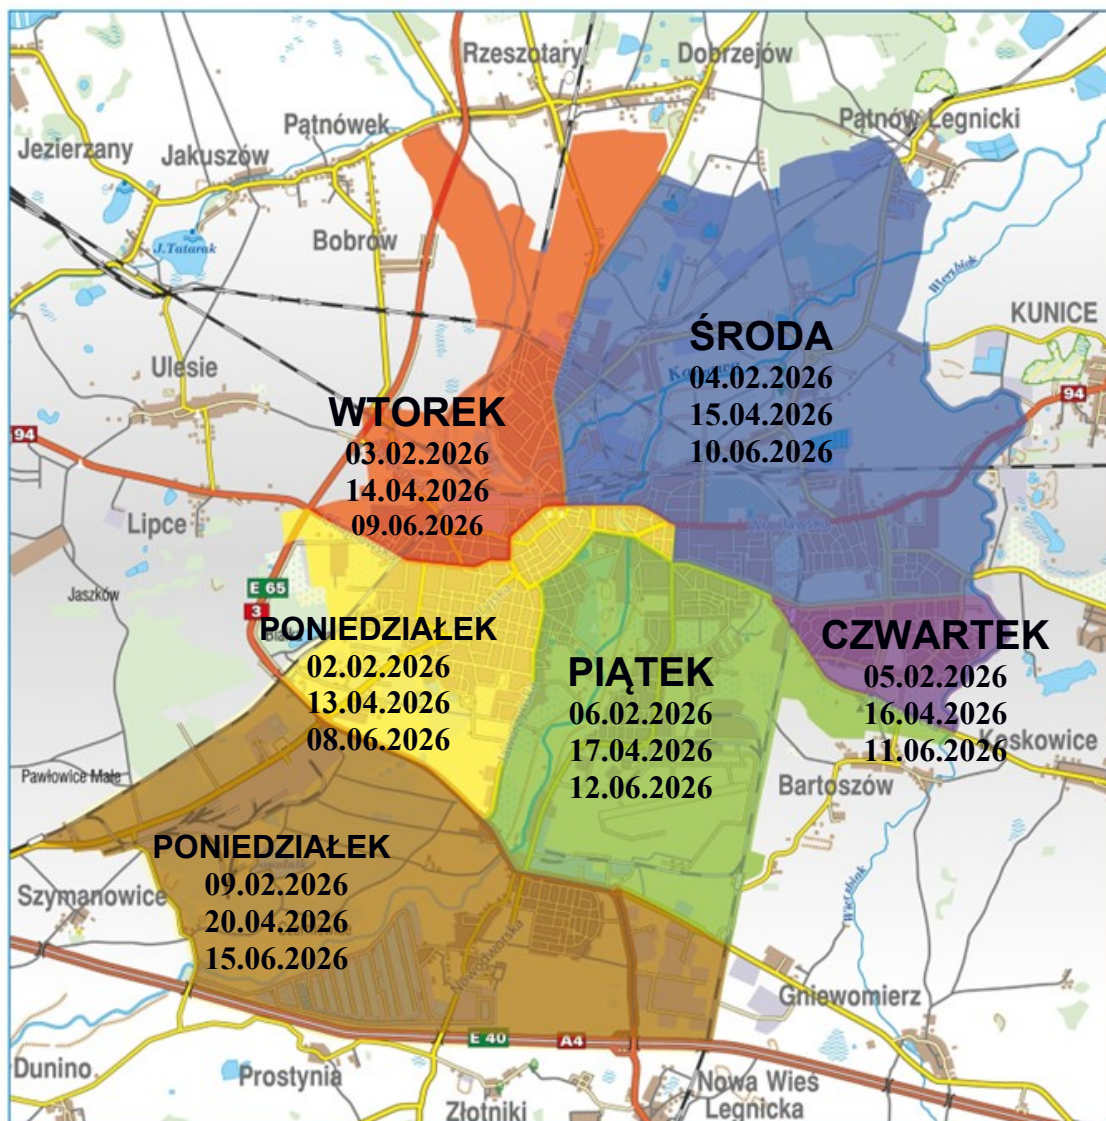 Rzeszotary
Dobrzejów
Pątnów Legnicki
Pątnówek
Jezierzany
Jakuszów
J.Tatarak
Bobrow
Wierzbiak
KUNICE
ŚRODA
04.02.2026
15.04.2026
10.06.2026
Ulesie
94
94
WTOREK
03.02.2026
14.04.2026
09.06.2026
Lipce
Jaszków
E 65
3
PONIEDZIAŁEK
02.02.2026
13.04.2026
08.06.2026
PIĄTEK
06.02.2026
17.04.2026
12.06.2026
CZWARTEK
05.02.2026
16.04.2026
11.06.2026
Koskowice
Bartoszów
Pawłowice Małe
PONIEDZIAŁEK
09.02.2026
20.04.2026
15.06.2026
Szymanowice
Wierzbiak
Nowodworska
Gniewomierz
E 40
A4
Dunino
Prostynia
Złotniki
Nowa Wieś
Legnicka